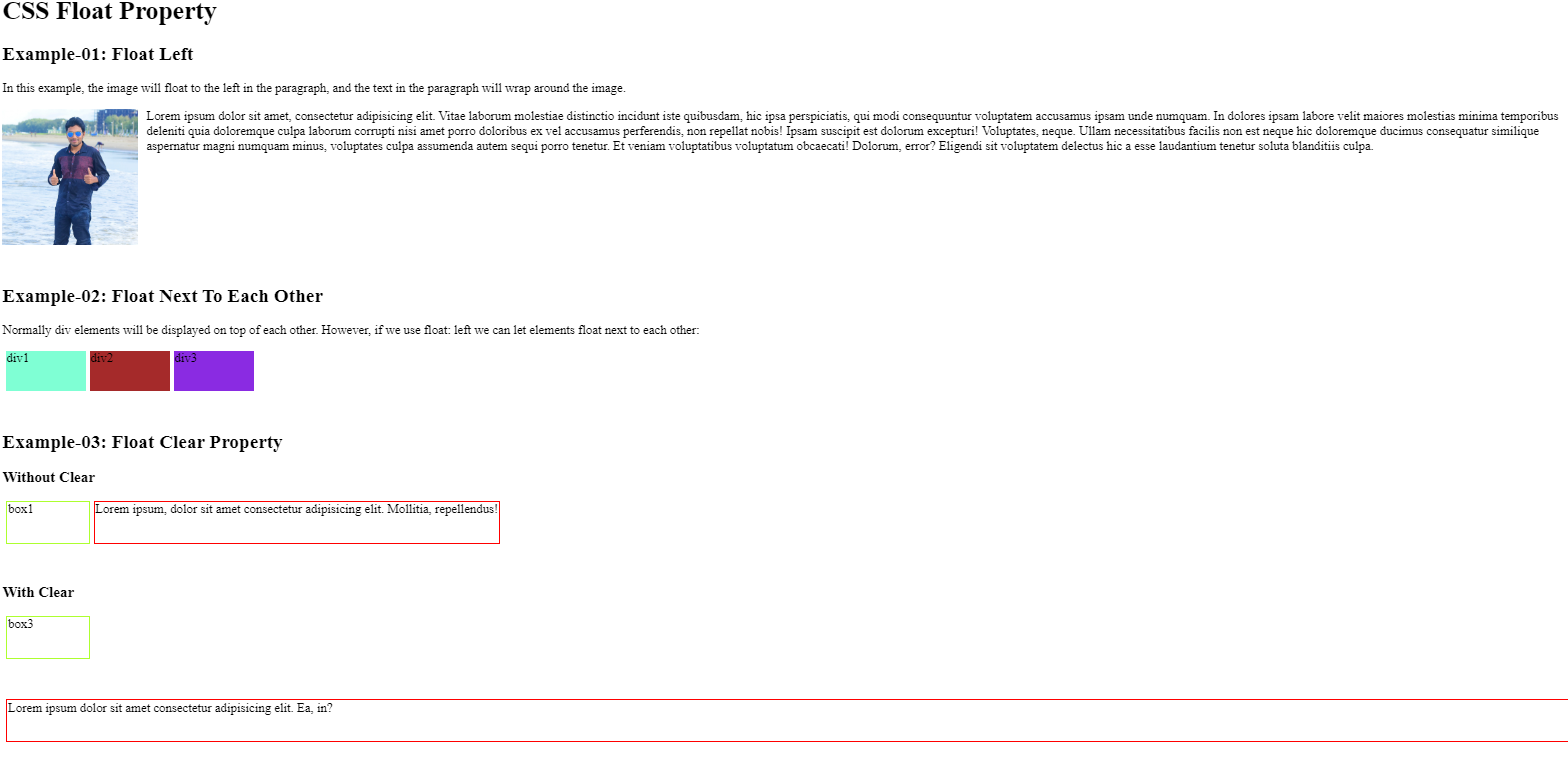 CSS Float Property
Example-01: Float Left
In this example, the image will float to the left in the paragraph, and the text in the paragraph will wrap around the image.
Lorem ipsum dolor sit amet, consectetur adipisicing elit. Vitae laborum molestiae distinctio incidunt iste quibusdam, hic ipsa perspiciatis, qui modi consequuntur voluptatem accusamus ipsam unde numquam. In dolores ipsam labore velit maiores molestias minima temporibus
deleniti quia doloremque culpa laborum corrupti nisi amet porro doloribus ex vel accusamus perferendis, non repellat nobis! Ipsam suscipit est dolorum excepturi! Voluptates, neque. Ullam necessitatibus facilis non est neque hic doloremque ducimus consequatur similique
aspernatur magni numquam minus, voluptates culpa assumenda autem sequi porro tenetur. Et veniam voluptatibus voluptatum obcaecati! Dolorum, error? Eligendi sit voluptatem delectus hic a esse laudantium tenetur soluta blanditiis culpa.
Example-02: Float Next To Each Other
Normally div elements will be displayed on top of each other. However, if we use float: left we can let elements float next to each other:
div1 div2 div3
Example-03: Float Clear Property
Without Clear
box1 Lorem ipsum, dolor sit amet consectetur adipisicing elit. Mollitia, repellendus!
With Clear
box3
Lorem ipsum dolor sit amet consectetur adipisicing elit. Ea, in?